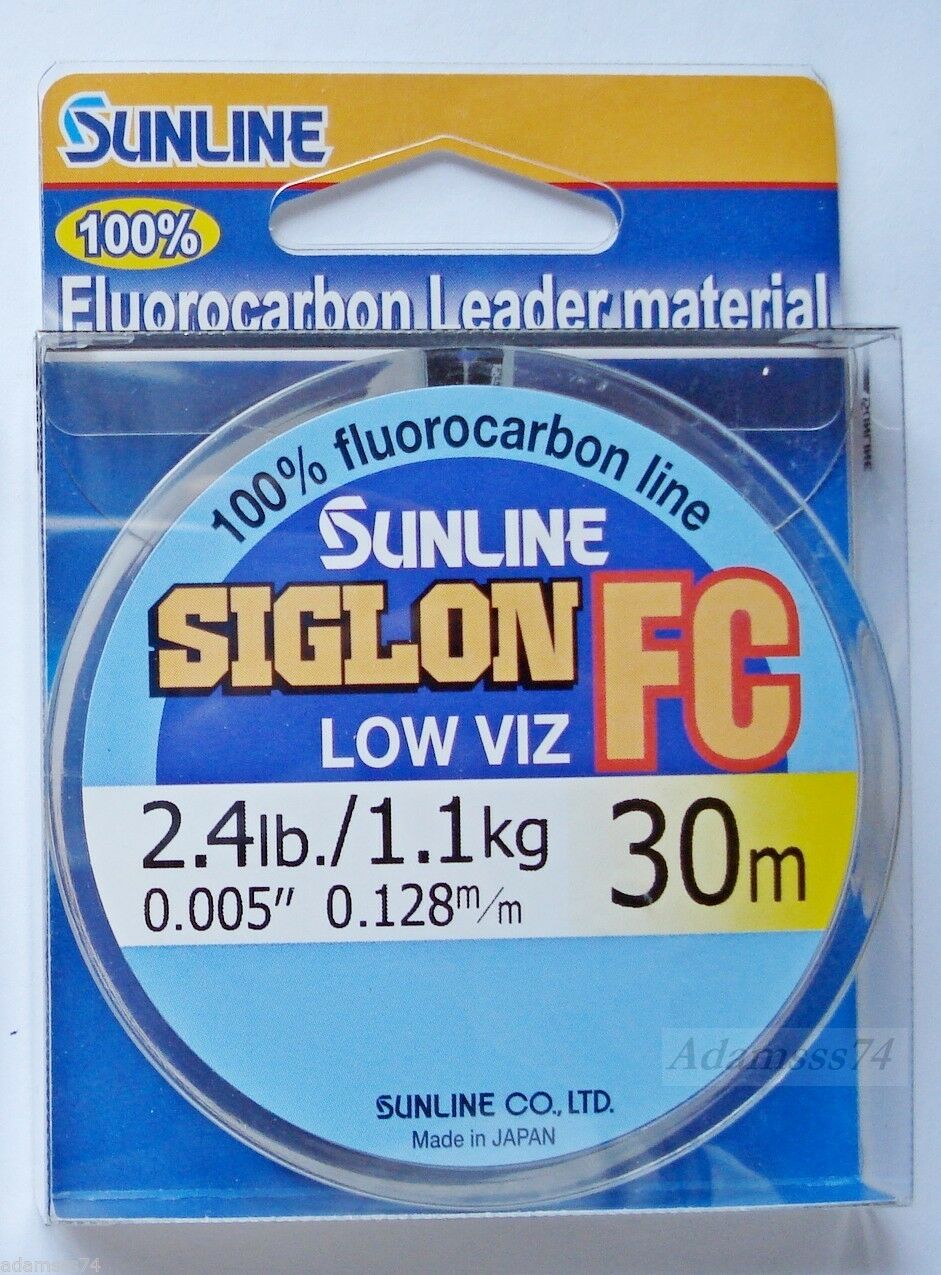 SUNLINE
100%
Fluorocarbon Leader material
100% fluorocarbon line
SUNLINE
SIGLON FC
LOW VIZ
2.4lb./1.1kg 30m
0.005" 0.128m/m
Adamsss74
SUNLINE CO., LTD.
Made in JAPAN